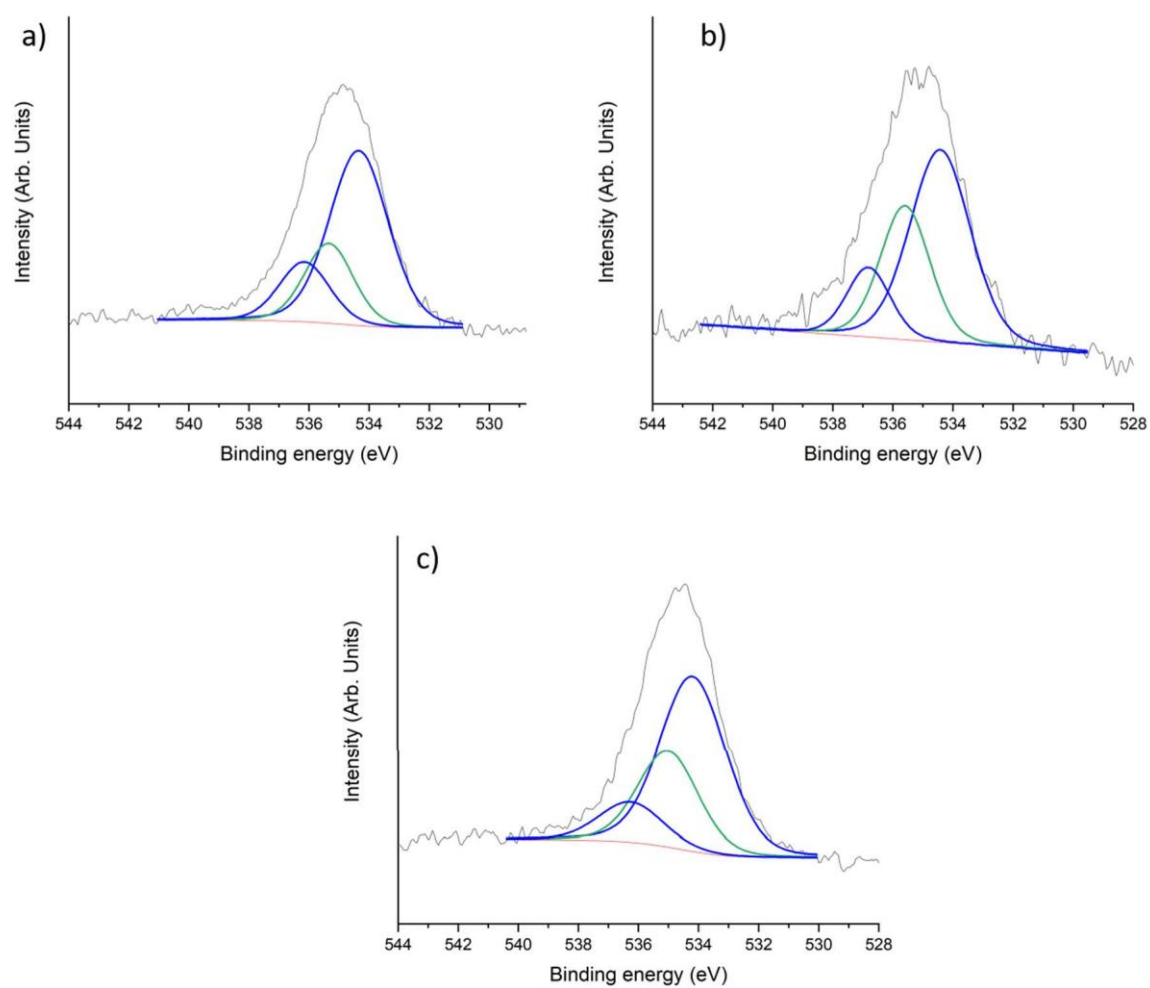 a)
Intensity (Arb. Units)
544 542 540 538 536 534 532 530
Binding energy (eV)
b)
Intensity (Arb. Units)
544 542 540 538 536 534 532 530 528
Binding energy (eV)
c)
Intensity (Arb. Units)
544 542 540 538 536 534 532 530 528
Binding energy (eV)